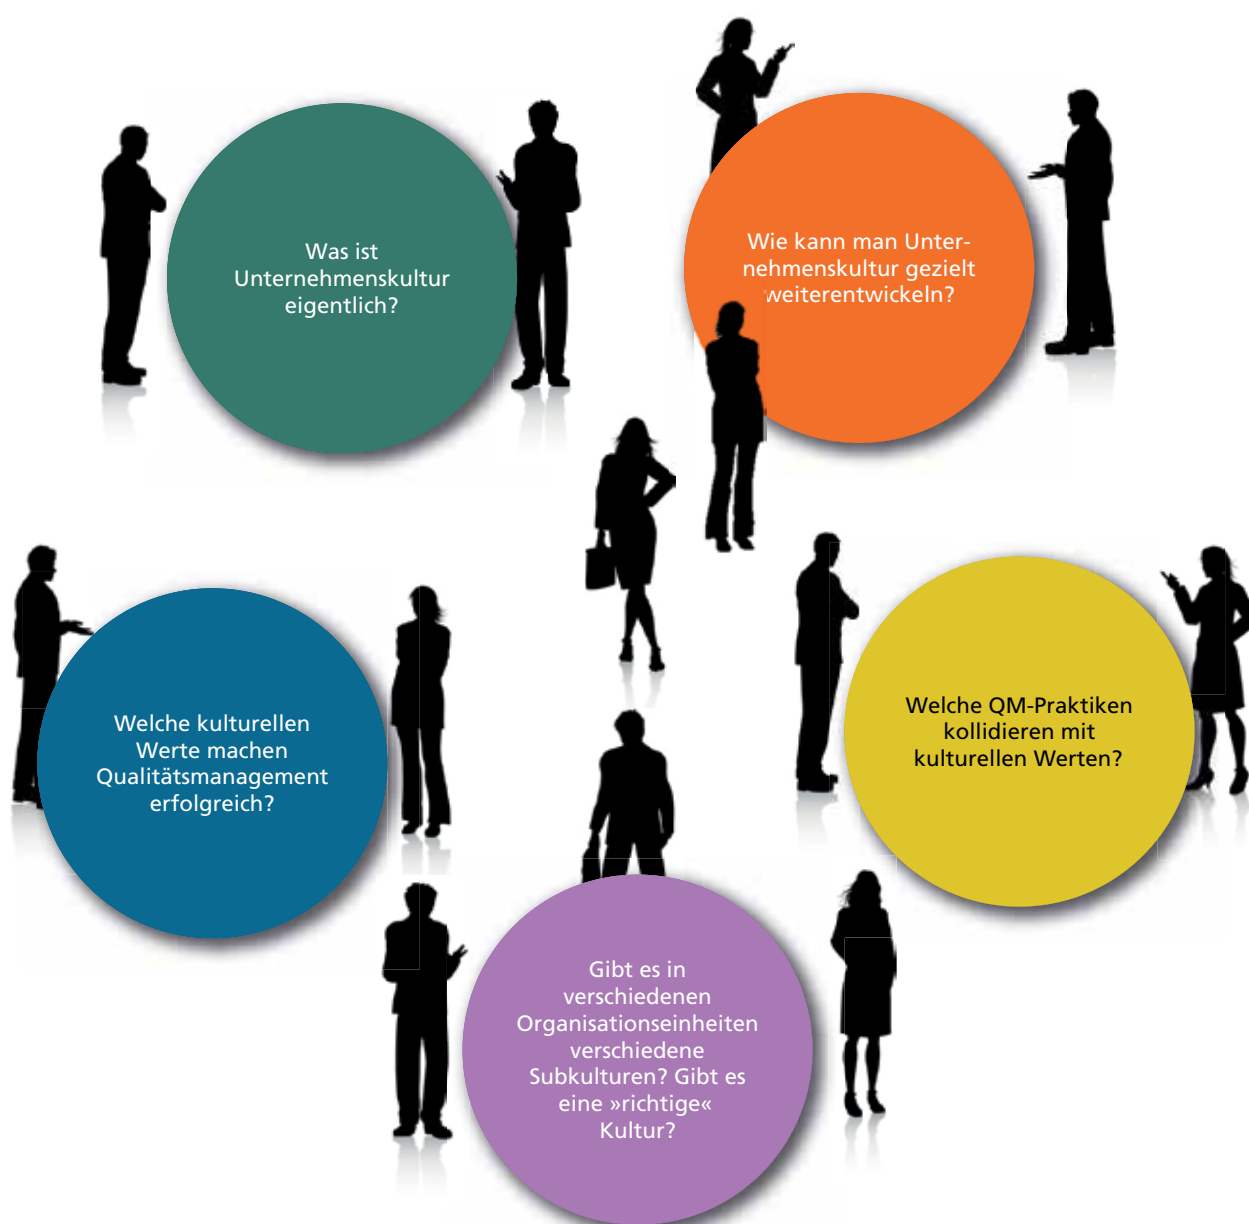 Was ist
Unternehmenskultur
eigentlich?
Wie kann man Unter-
nehmenskultur gezielt
weiterentwickeln?
Welche kulturellen
Werte machen
Qualitätsmanagement
erfolgreich?
Welche QM-Praktiken
kollidieren mit
kulturellen Werten?
Gibt es in
verschiedenen
Organisationseinheiten
verschiedene
Subkulturen? Gibt es
eine »richtige«
Kultur?